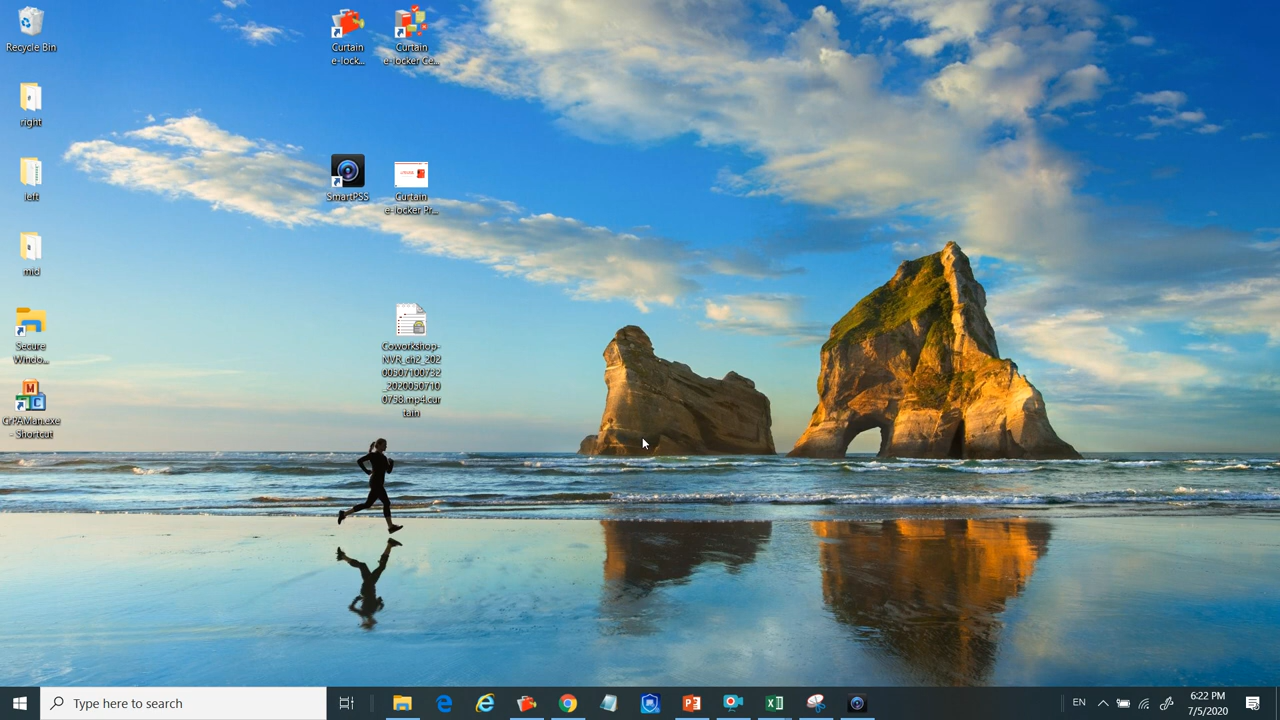 Recycle Bin
right
left
mid
Secure
Windo...
CrPAMan.exe
- Shortcut
Curtain
e-lock...
Curtain
e-locker Ce...
SmartPSS
Curtain
e-locker Pr...
Coworkshop-
NVR_ch2_202
00507100732
_2020050710
0758.mp4.cur
tain
Type here to search
EN
6:22 PM
7/5/2020